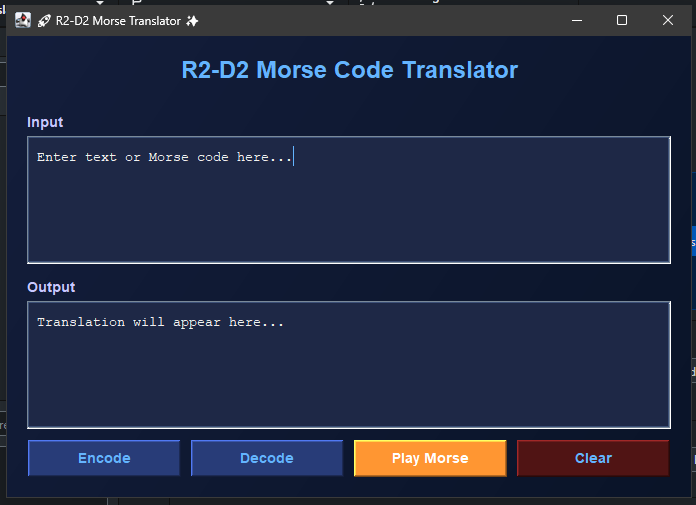 🚀 R2-D2 Morse Translator ✨
R2-D2 Morse Code Translator
Input
Enter text or Morse code here...
Output
Translation will appear here...
Encode Decode Play Morse Clear